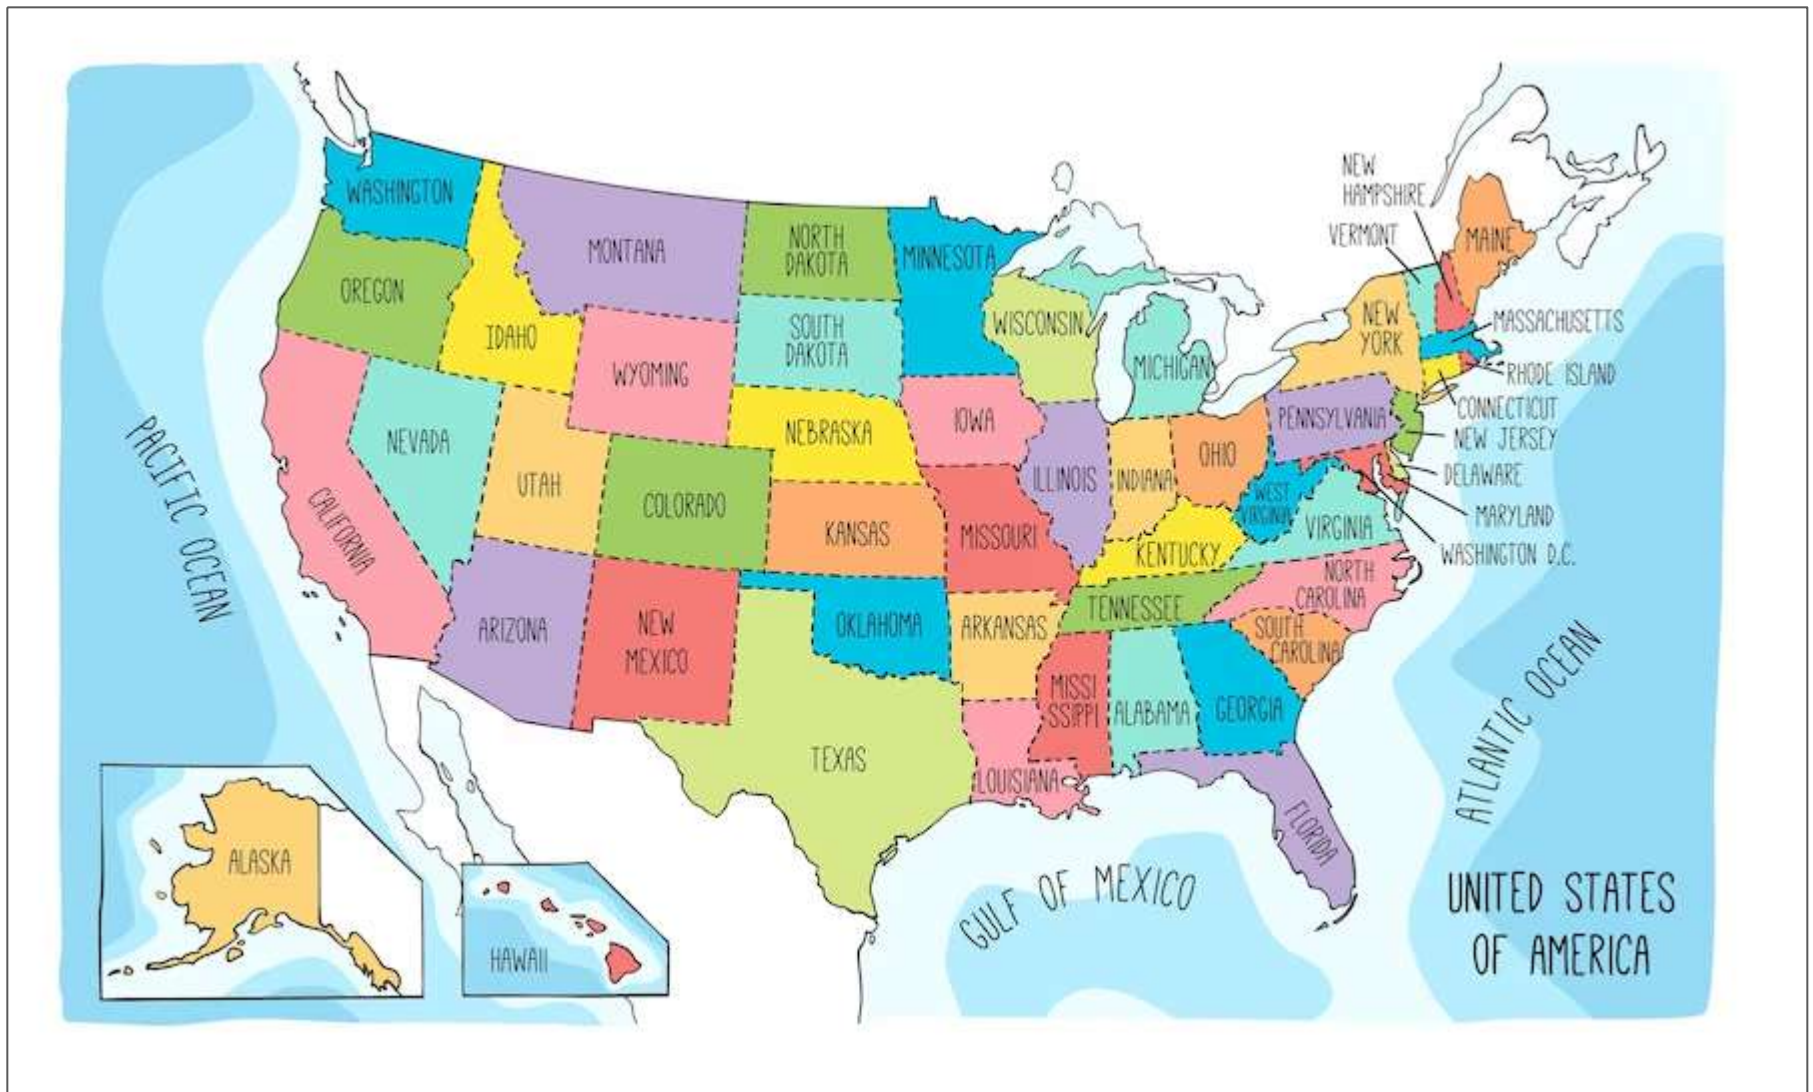 NEW
HAMPSHIRE
VERMONT
MAINE
WASHINGTON
MONTANA
NORTH
DAKOTA
MINNESOTA
OREGON
IDAHO
WYOMING
SOUTH
DAKOTA
WISCONSIN
MICHIGAN
NEW
YORK
MASSACHUSETTS
RHODE ISLAND
CONNECTICUT
NEW JERSEY
DELAWARE
MARYLAND
WASHINGTON D.C.
PENNSYLVANIA
IOWA
NEBRASKA
NEVADA
UTAH
COLORADO
CALIFORNIA
KANSAS
MISSOURI
ILLINOIS
INDIANA
OHIO
WEST
VIRGINIA
VIRGINIA
KENTUCKY
NORTH
CAROLINA
TENNESSEE
SOUTH
CAROLINA
ARIZONA
NEW
MEXICO
OKLAHOMA
ARKANSAS
MISSI
SSIPPI
ALABAMA
GEORGIA
TEXAS
LOUISIANA
FLORIDA
ALASKA
HAWAII
PACIFIC OCEAN
GULF OF MEXICO
ATLANTIC OCEAN
UNITED STATES
OF AMERICA